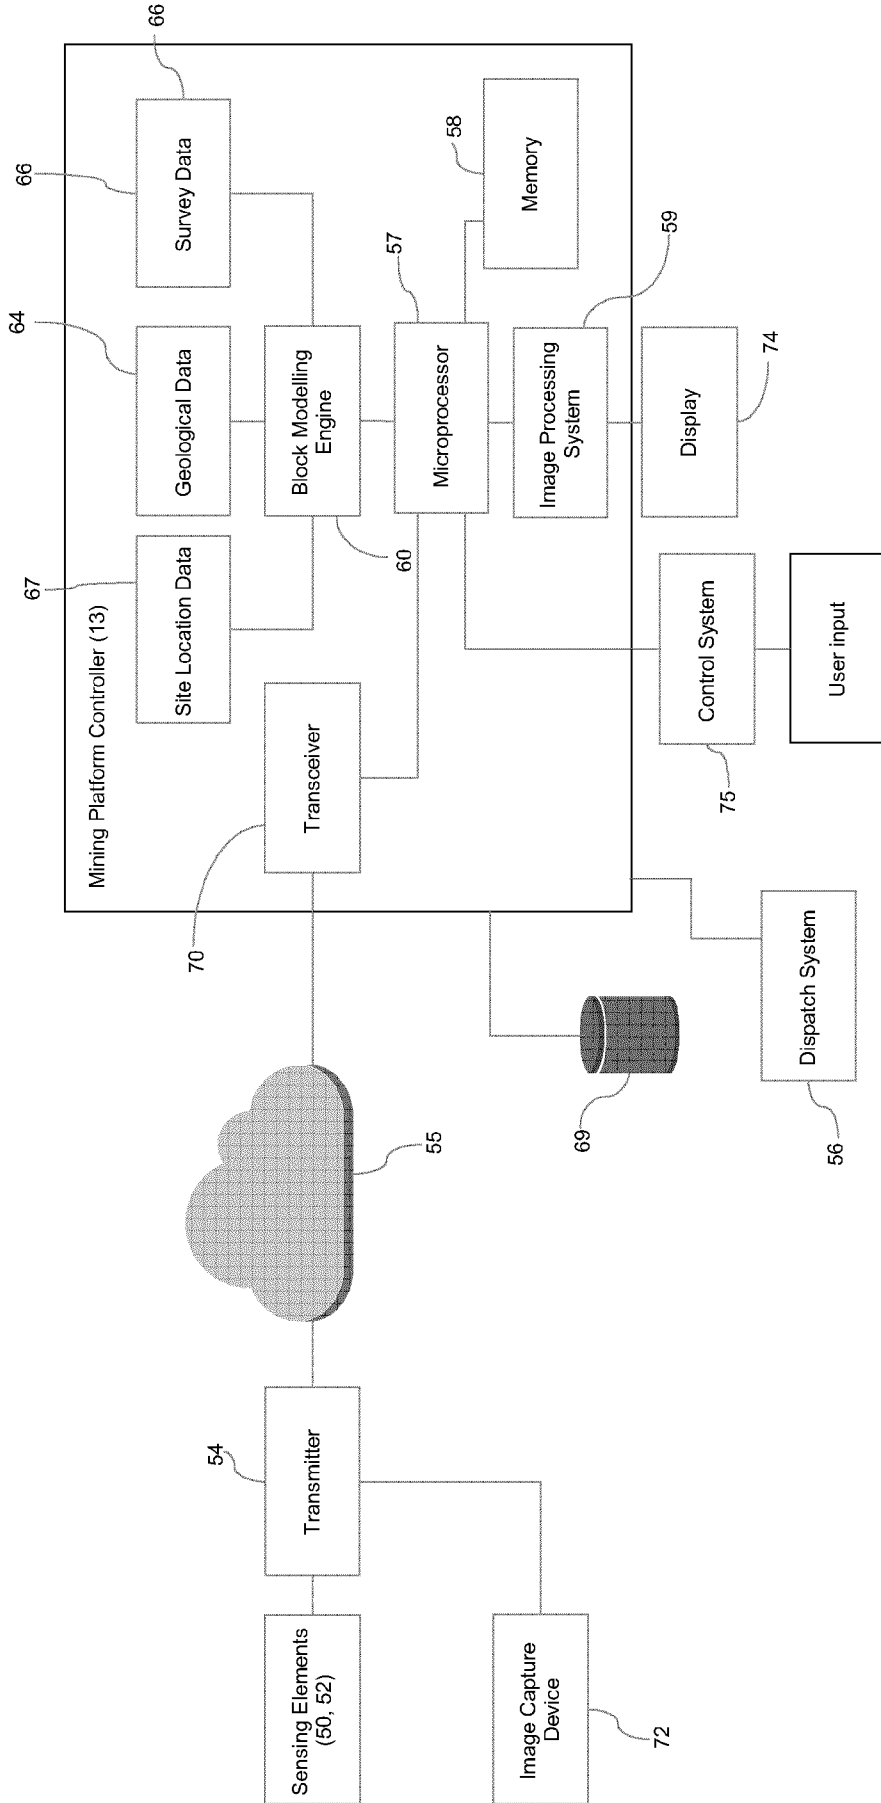 66
66
Survey Data
64
Geological Data
67
Site Location Data
Mining Platform Controller (13)
Block Modelling
Engine
60
57
Microprocessor
58
Memory
59
Image Processing
System
74
Display
Transceiver
70
Control System
75
User input
Dispatch System
56
69
55
54
Transmitter
Sensing Elements
(50, 52)
Image Capture
Device
72